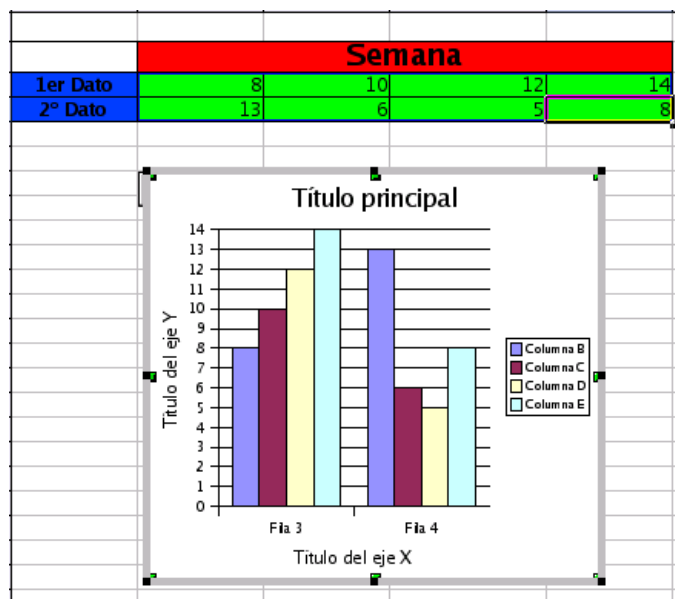 Semana
1er Dato 8 10 12 14
2° Dato 13 6 5 8
Título principal
14
13
12
11
10
9
8
7
6
5
4
3
2
1
0
Título del eje Y
Fila 3 Fila 4
Título del eje X
Columna B
Columna C
Columna D
Columna E